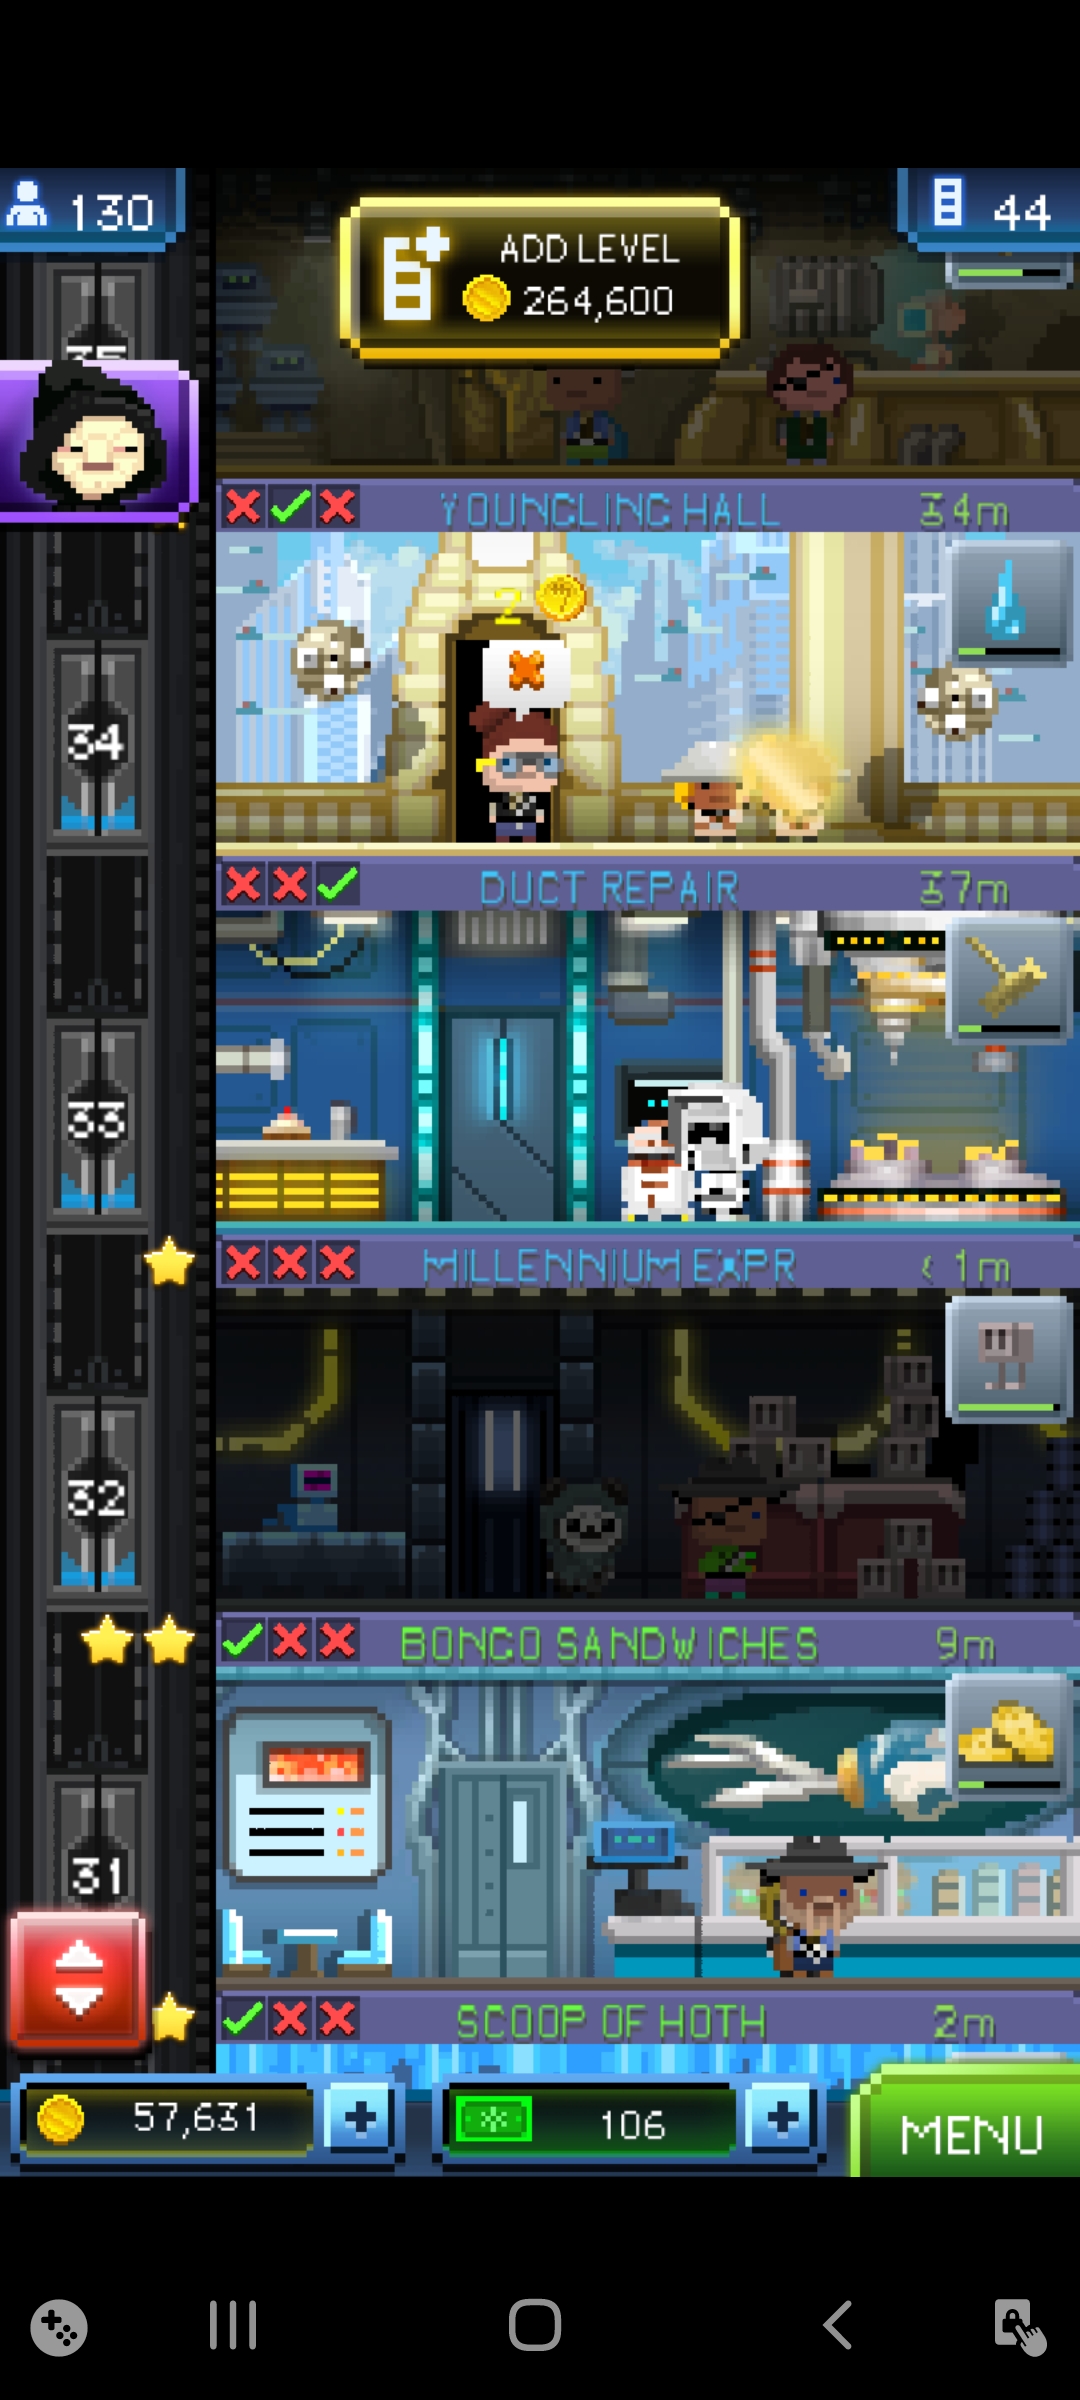 130
ADD LEVEL
264,600
44
35
YOUNGLING HALL 34m
2
34
DUCT REPAIR 37m
33
MILLENNIUM EXPR < 1m
32
BONGO SANDWICHES 9m
31
SCOOP OF HOTH 2m
57,631
106
MENU